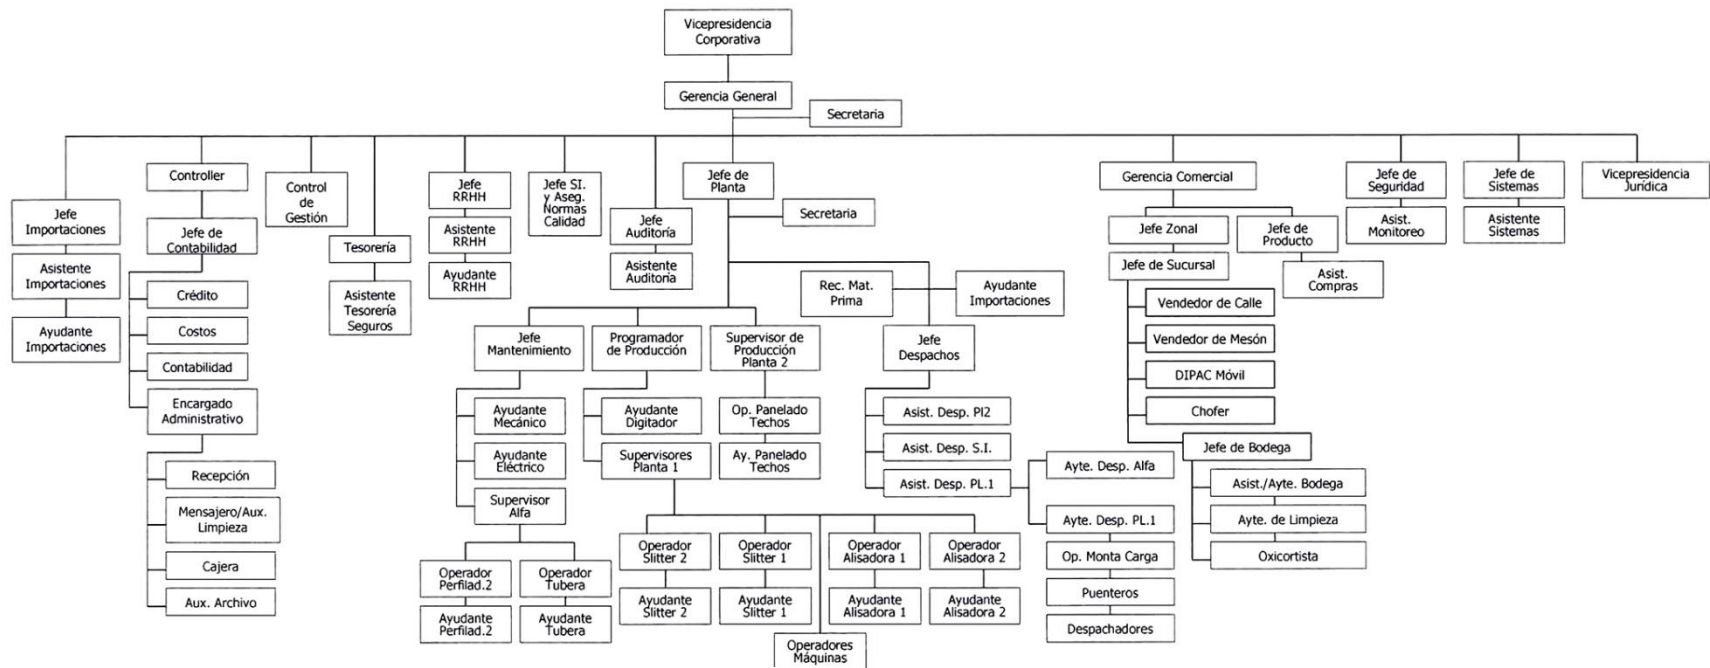 Vicepresidencia
Corporativa
Gerencia General
Secretaria
Jefe
Importaciones
Asistente
Importaciones
Ayudante
Importaciones
Controller
Jefe de
Contabilidad
Crédito
Costos
Contabilidad
Encargado
Administrativo
Recepción
Mensajero/Aux.
Limpieza
Cajera
Aux. Archivo
Control
de
Gestión
Tesorería
Asistente
Tesorería
Seguros
Jefe
RRHH
Asistente
RRHH
Ayudante
RRHH
Jefe SI.
y Aseg.
Normas
Calidad
Jefe
Auditoría
Asistente
Auditoría
Jefe de
Planta
Secretaria
Jefe
Mantenimiento
Ayudante
Mecánico
Ayudante
Eléctrico
Supervisor
Alfa
Operador
Perfilad.2
Ayudante
Perfilad.2
Operador
Tubera
Ayudante
Tubera
Programador
de Producción
Ayudante
Digitador
Supervisores
Planta 1
Operador
Slitter 2
Ayudante
Slitter 2
Operador
Slitter 1
Ayudante
Slitter 1
Operador
Alisadora 1
Ayudante
Alisadora 1
Operador
Alisadora 2
Ayudante
Alisadora 2
Operadores
Máquinas
Supervisor de
Producción
Planta 2
Op. Panelado
Techos
Ay. Panelado
Techos
Rec. Mat.
Prima
Ayudante
Importaciones
Jefe
Despachos
Asist. Desp. Pl2
Asist. Desp. S.I.
Asist. Desp. PL.1
Ayte. Desp. Alfa
Ayte. Desp. PL.1
Op. Monta Carga
Puenteros
Despachadores
Gerencia Comercial
Jefe Zonal
Jefe de Sucursal
Vendedor de Calle
Vendedor de Mesón
DIPAC Móvil
Chofer
Jefe de Bodega
Asist./Ayte. Bodega
Ayte. de Limpieza
Oxicortista
Jefe de
Producto
Asist.
Compras
Jefe de
Seguridad
Asist.
Monitoreo
Jefe de
Sistemas
Asistente
Sistemas
Vicepresidencia
Jurídica